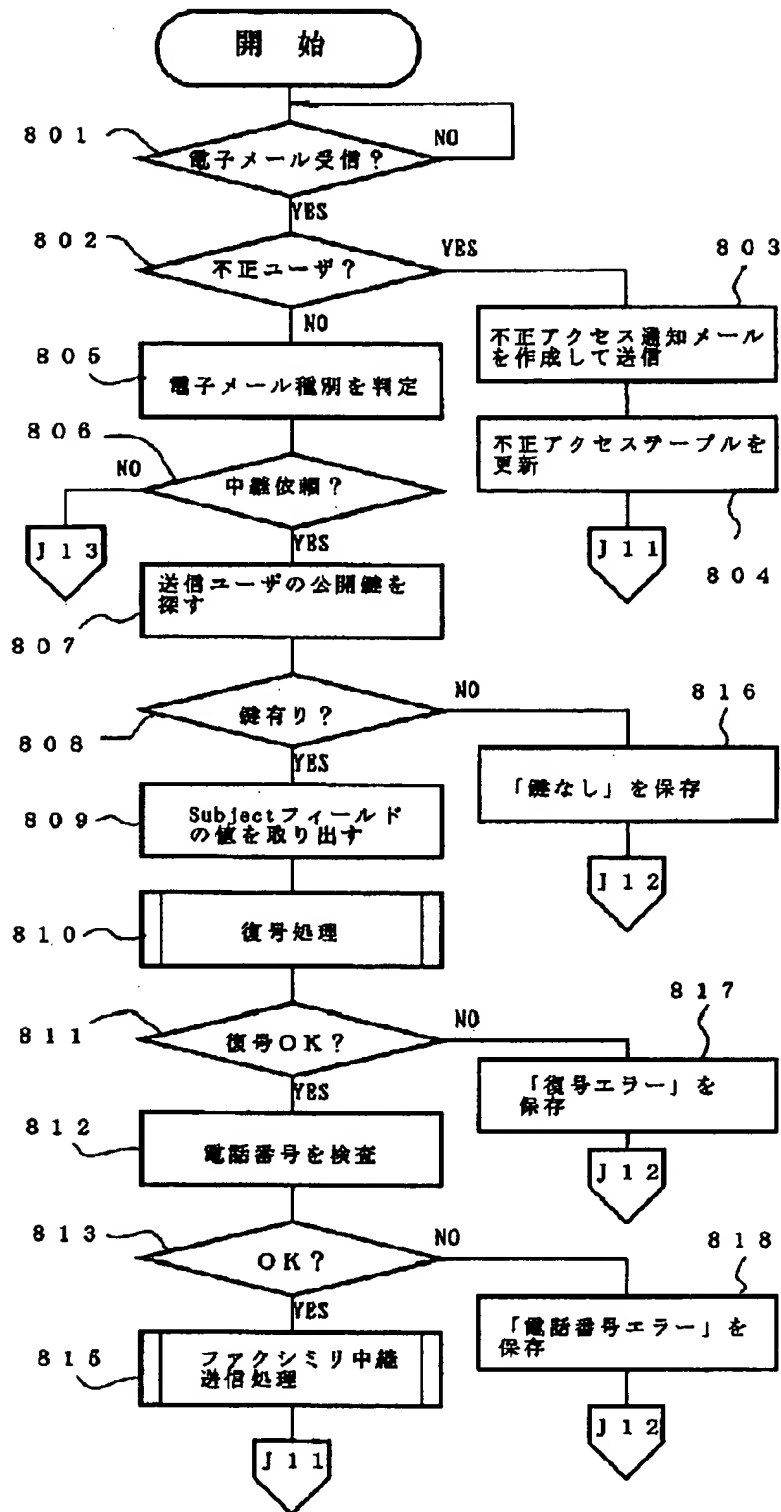 開 始
801
電子メール受信?
NO
YES
802
不正ユーザ?
YES
NO
803
不正アクセス通知メール
を作成して送信
805
電子メール種別を判定
不正アクセステーブルを
更新
804
J11
806
中継依頼?
NO
J13
YES
送信ユーザの公開鍵を
探す
807
鍵有り?
808
NO
YES
816
「鍵なし」を保存
J12
809
Subjectフィールド
の値を取り出す
810
復号処理
811
復号OK?
NO
YES
817
「復号エラー」を
保存
J12
812
電話番号を検査
813
OK?
NO
YES
818
「電話番号エラー」を
保存
J12
815
ファクシミリ中継
送信処理
J11